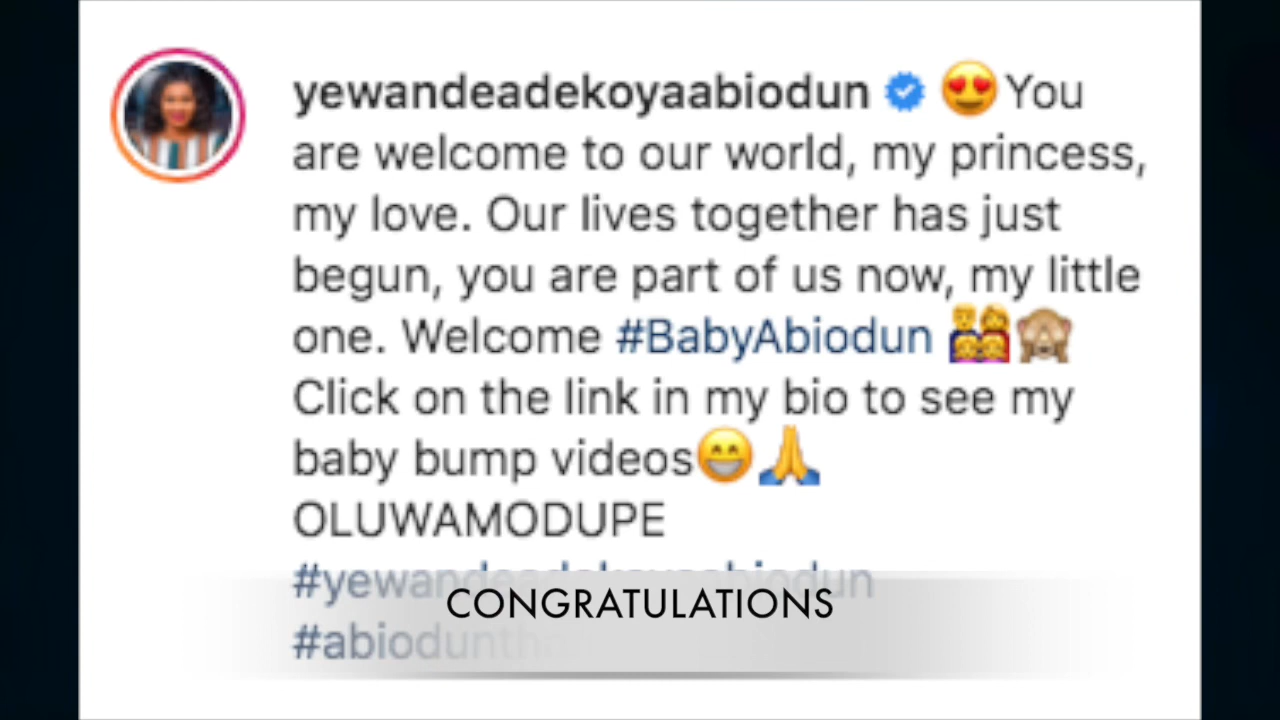 yewandeadekoyaabiodun 😍You
are welcome to our world, my princess,
my love. Our lives together has just
begun, you are part of us now, my little
one. Welcome #BabyAbiodun 👨‍👩‍👧‍👧🙈
Click on the link in my bio to see my
baby bump videos😁🙏
OLUWAMODUPE
#yewandeadekoyaabiodun
CONGRATULATIONS